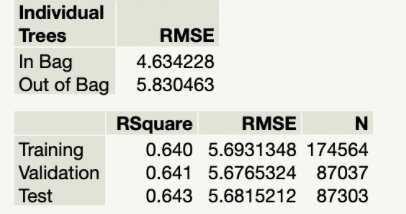 Individual
Trees RMSE
In Bag 4.634228
Out of Bag 5.830463
RSquare RMSE N
Training 0.640 5.6931348 174564
Validation 0.641 5.6765324 87037
Test 0.643 5.6815212 87303